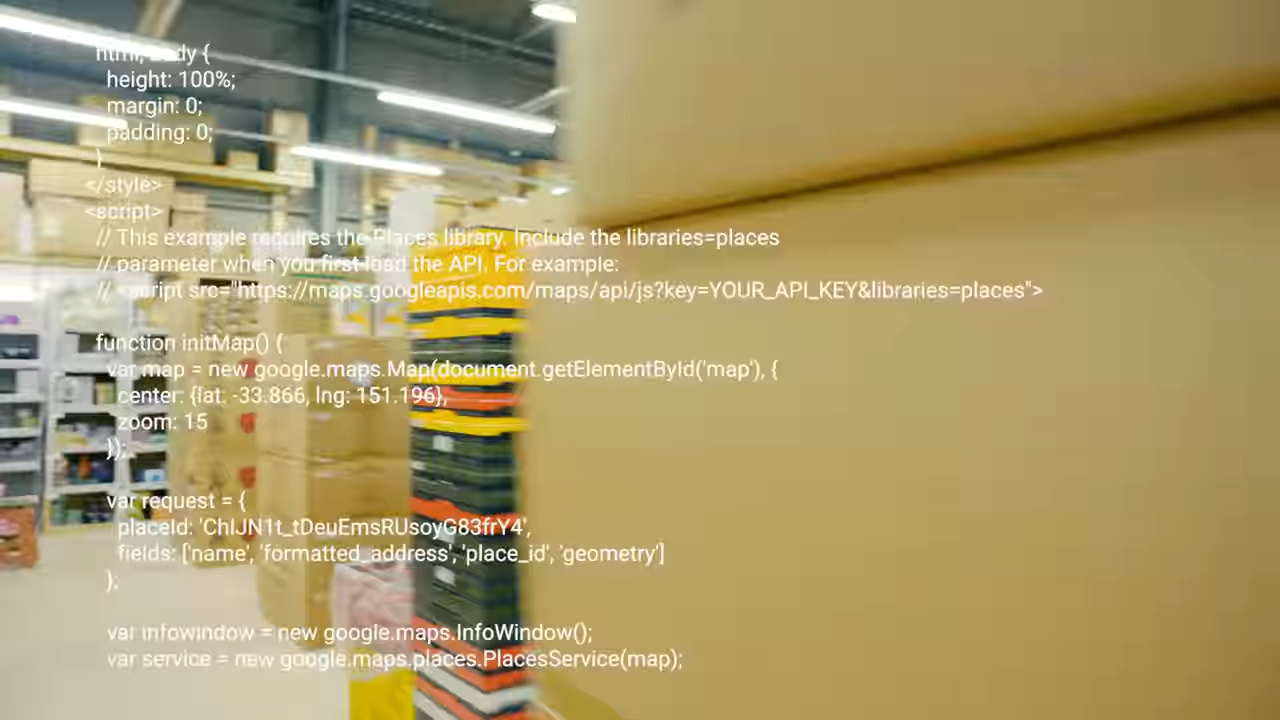 html, body {
height: 100%;
margin: 0;
padding: 0;
}
</style>
<script>
// This example requires the Places library. Include the libraries=places
// parameter when you first load the API. For example:
// <script src="https://maps.googleapis.com/maps/api/js?key=YOUR_API_KEY&libraries=places">
function initMap() {
var map = new google.maps.Map(document.getElementById('map'), {
center: {lat: -33.866, lng: 151.196},
zoom: 15
});
var request = {
placeId: 'ChIJN1t_tDeuEmsRUsoyG83frY4',
fields: ['name', 'formatted_address', 'place_id', 'geometry']
};
var infowindow = new google.maps.InfoWindow();
var service = new google.maps.places.PlacesService(map);